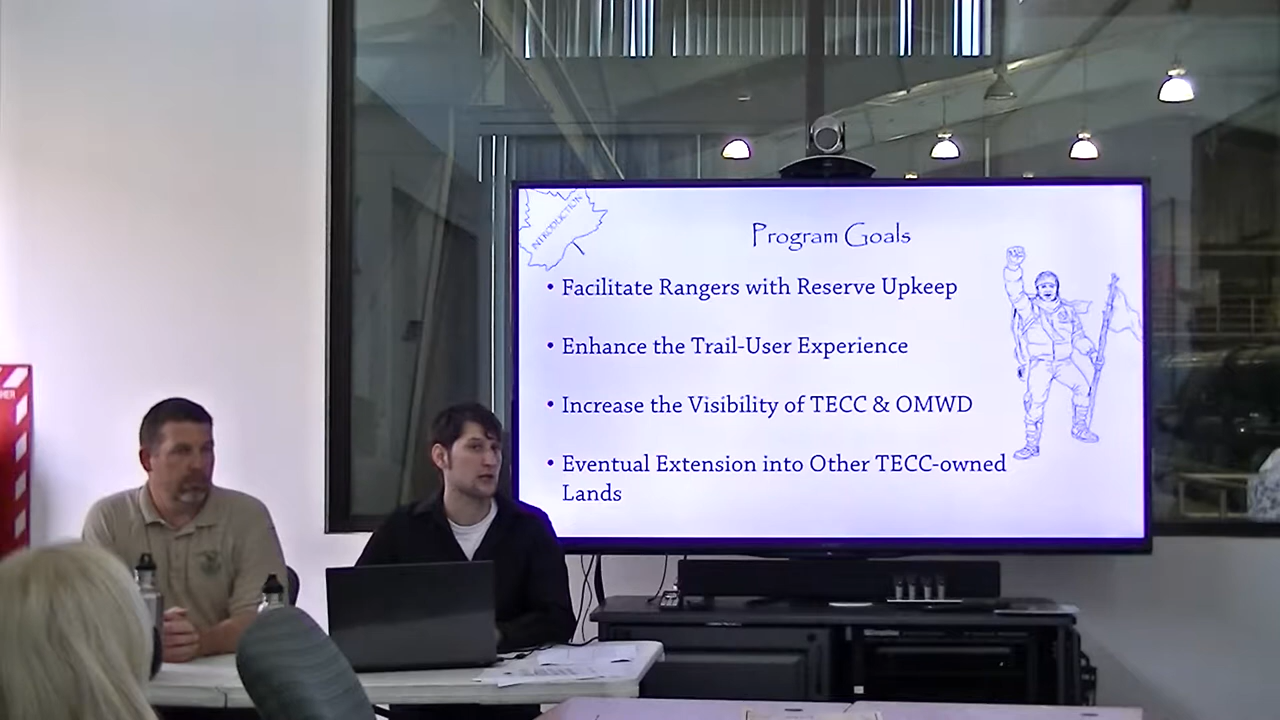 INTRODUCTION
Program Goals
• Facilitate Rangers with Reserve Upkeep
• Enhance the Trail-User Experience
• Increase the Visibility of TECC & OMWD
• Eventual Extension into Other TECC-owned
Lands